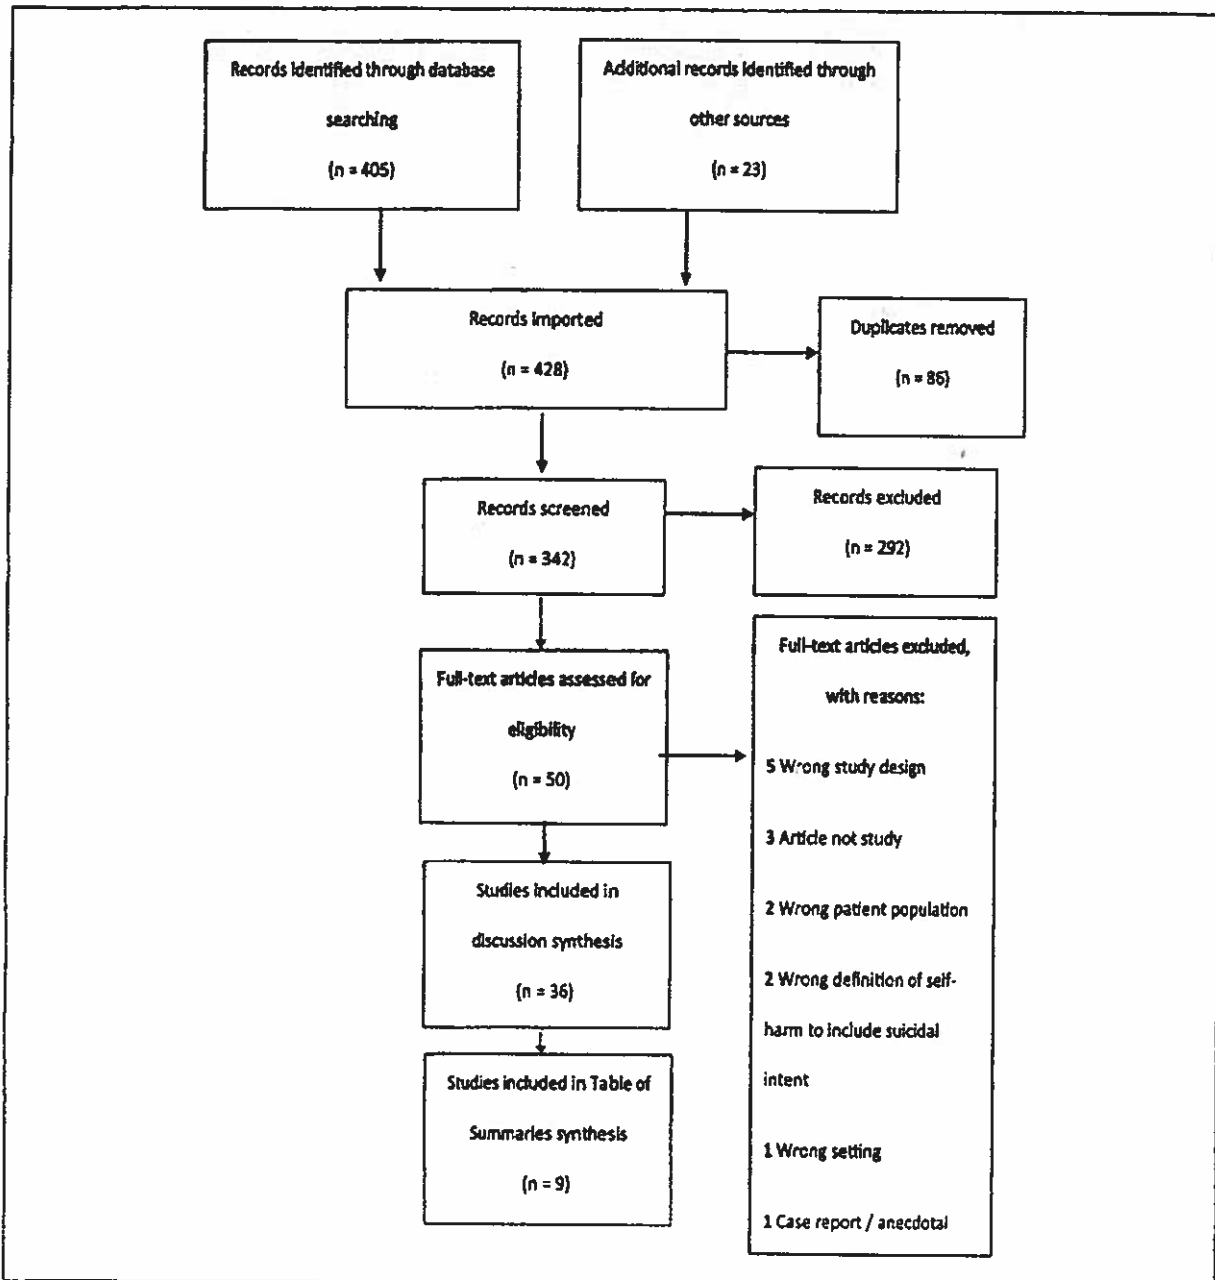 Records identified through database
searching
(n = 405)
Additional records identified through
other sources
(n = 23)
Records imported
(n = 428)
Duplicates removed
(n = 86)
Records screened
(n = 342)
Records excluded
(n = 292)
Full-text articles assessed for
eligibility
(n = 50)
Full-text articles excluded,
with reasons:
5 Wrong study design
3 Article not study
2 Wrong patient population
2 Wrong definition of self-
harm to include suicidal
intent
1 Wrong setting
1 Case report / anecdotal
Studies included in
discussion synthesis
(n = 36)
Studies included in Table of
Summaries synthesis
(n = 9)